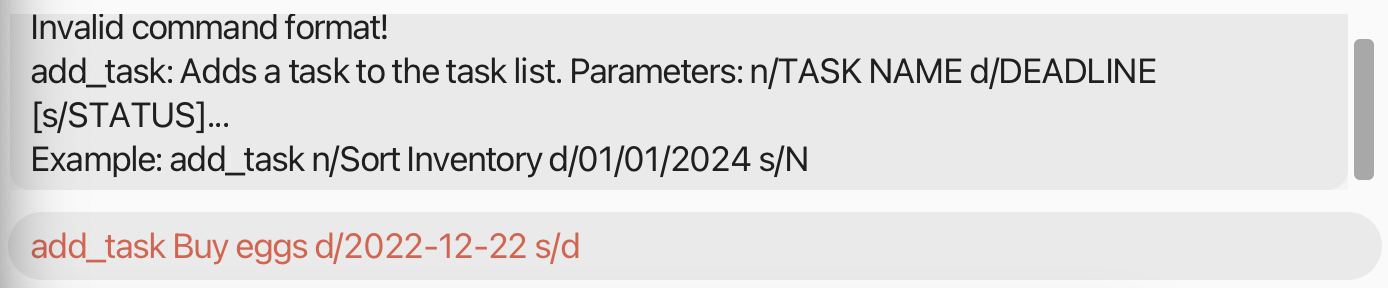 Invalid command format!
add_task: Adds a task to the task list. Parameters: n/TASK NAME d/DEADLINE
[s/STATUS]...
Example: add_task n/Sort Inventory d/01/01/2024 s/N
add_task Buy eggs d/2022-12-22 s/d